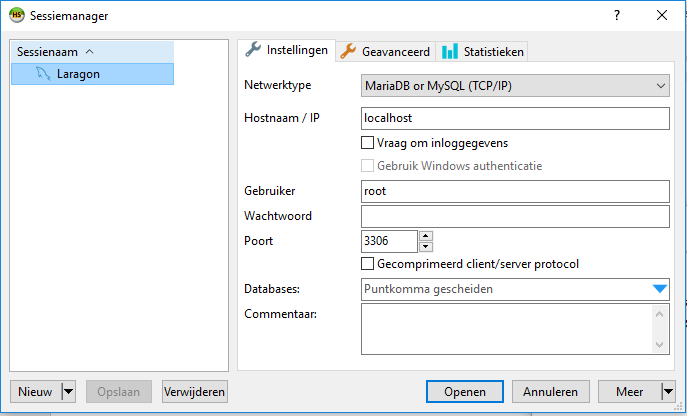 Sessiemanager
Sessienaam
Laragon
Instellingen Geavanceerd Statistieken
Netwerktype MariaDB or MySQL (TCP/IP)
Hostnaam / IP localhost
Vraag om inloggegevens
Gebruik Windows authenticatie
Gebruiker root
Wachtwoord
Poort 3306
Gecomprimeerd client/server protocol
Databases: Puntkomma gescheiden
Commentaar:
Nieuw Opslaan Verwijderen Openen Annuleren Meer